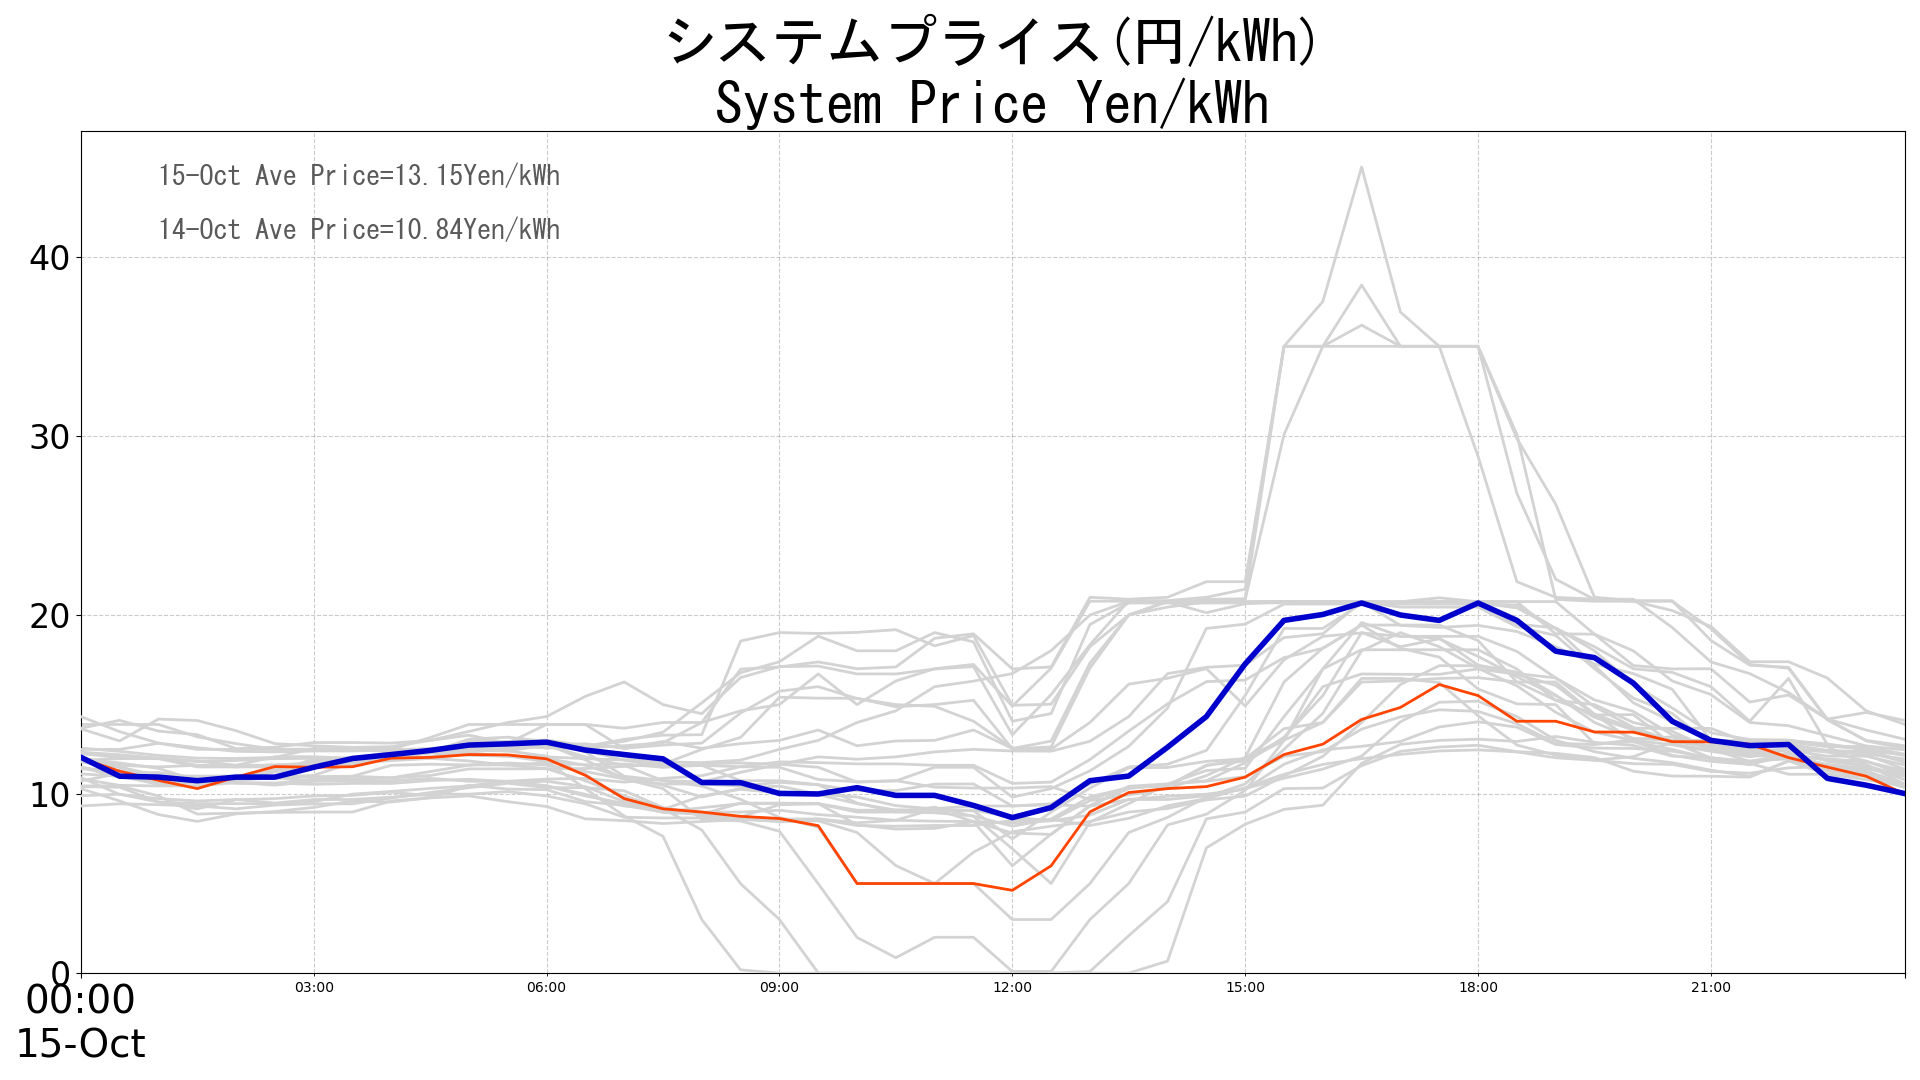 システムプライス(円/kWh)
System Price Yen/kWh
15-Oct Ave Price=13.15Yen/kWh
14-Oct Ave Price=10.84Yen/kWh
40
30
20
10
0
00:00
03:00
06:00
09:00
12:00
15:00
18:00
21:00
15-Oct